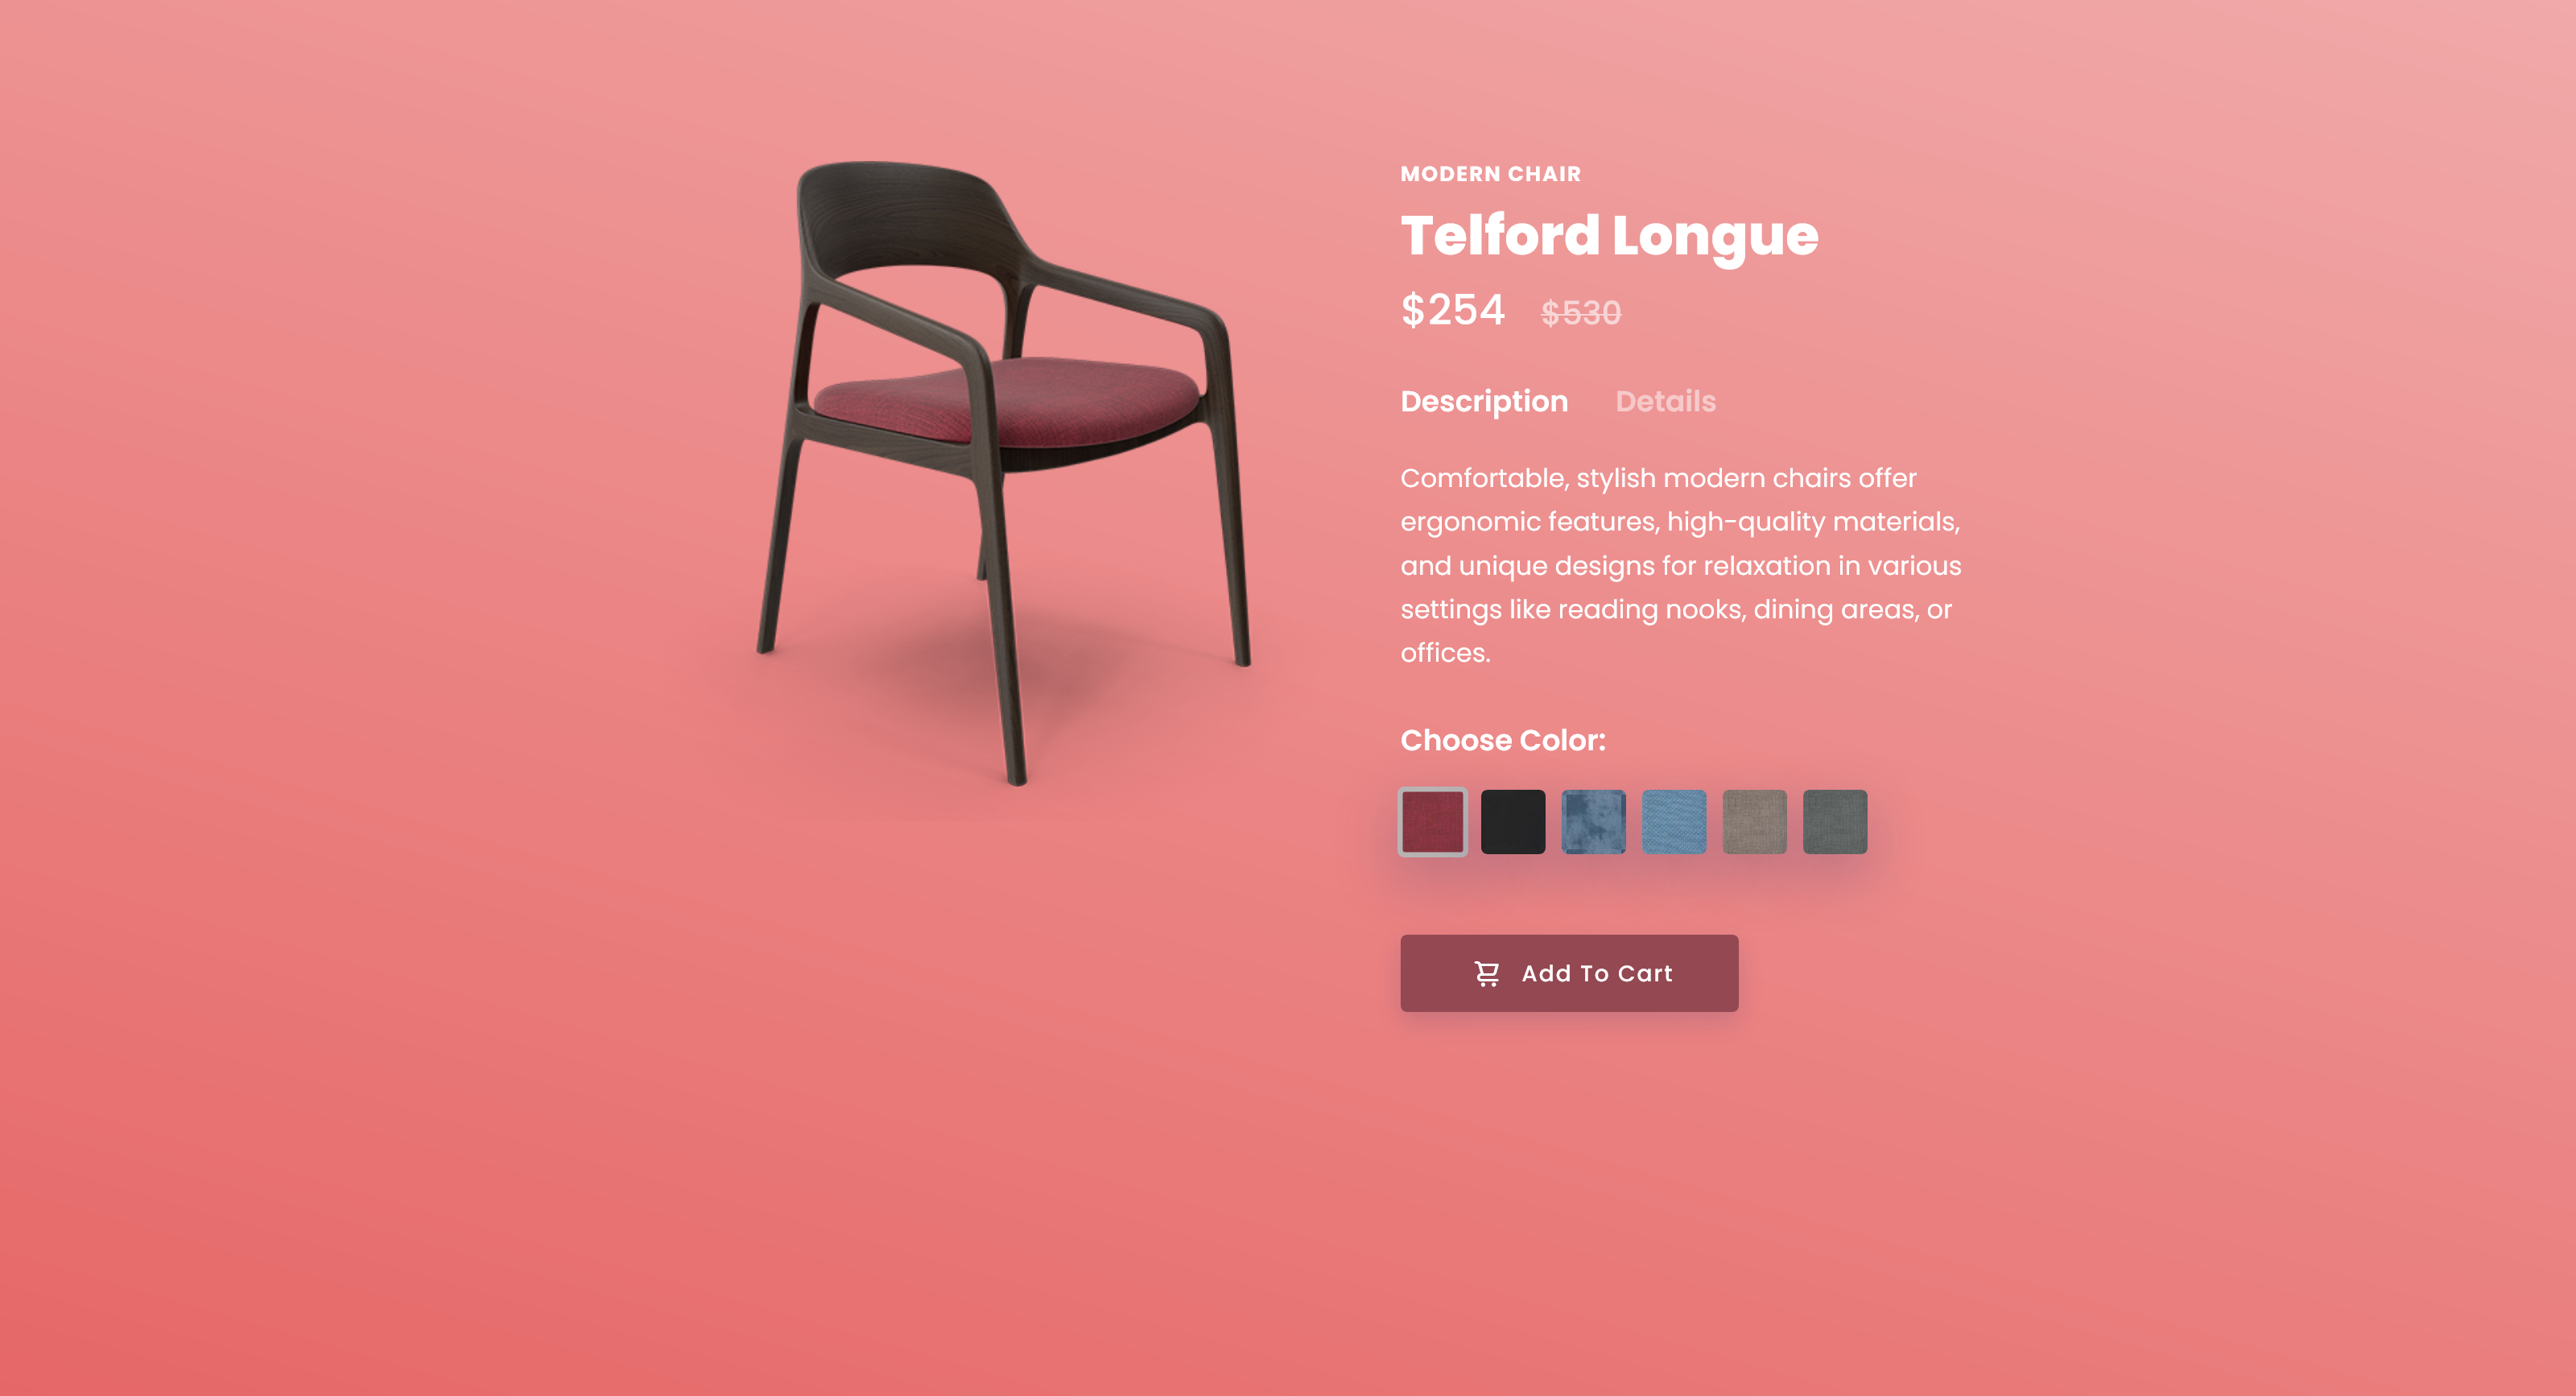 MODERN CHAIR
Telford Longue
$254 $530
Description Details
Comfortable, stylish modern chairs offer
ergonomic features, high-quality materials,
and unique designs for relaxation in various
settings like reading nooks, dining areas, or
offices.
Choose Color:
Add To Cart